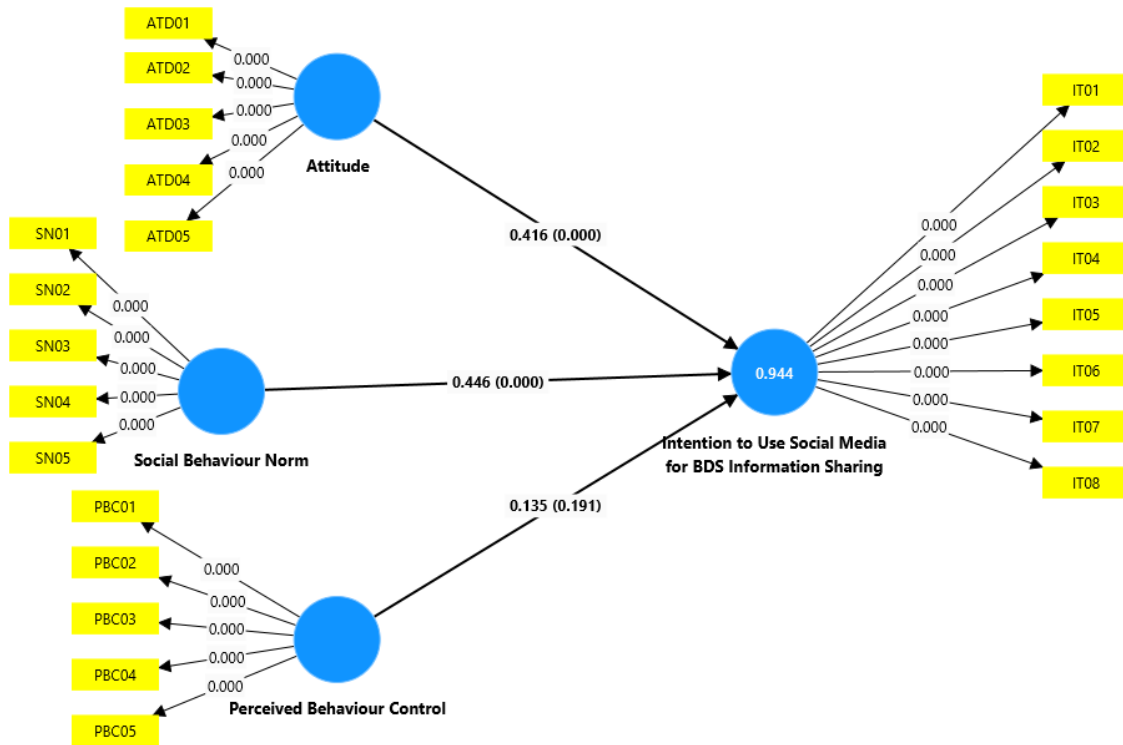 ATD01
ATD02
ATD03
ATD04
ATD05
0.000
0.000
0.000
0.000
0.000
Attitude
SN01
SN02
SN03
SN04
SN05
0.000
0.000
0.000
0.000
0.000
Social Behaviour Norm
PBC01
PBC02
PBC03
PBC04
PBC05
0.000
0.000
0.000
0.000
0.000
Perceived Behaviour Control
0.416 (0.000)
0.446 (0.000)
0.135 (0.191)
0.944
Intention to Use Social Media
for BDS Information Sharing
0.000
0.000
0.000
0.000
0.000
0.000
0.000
0.000
IT01
IT02
IT03
IT04
IT05
IT06
IT07
IT08